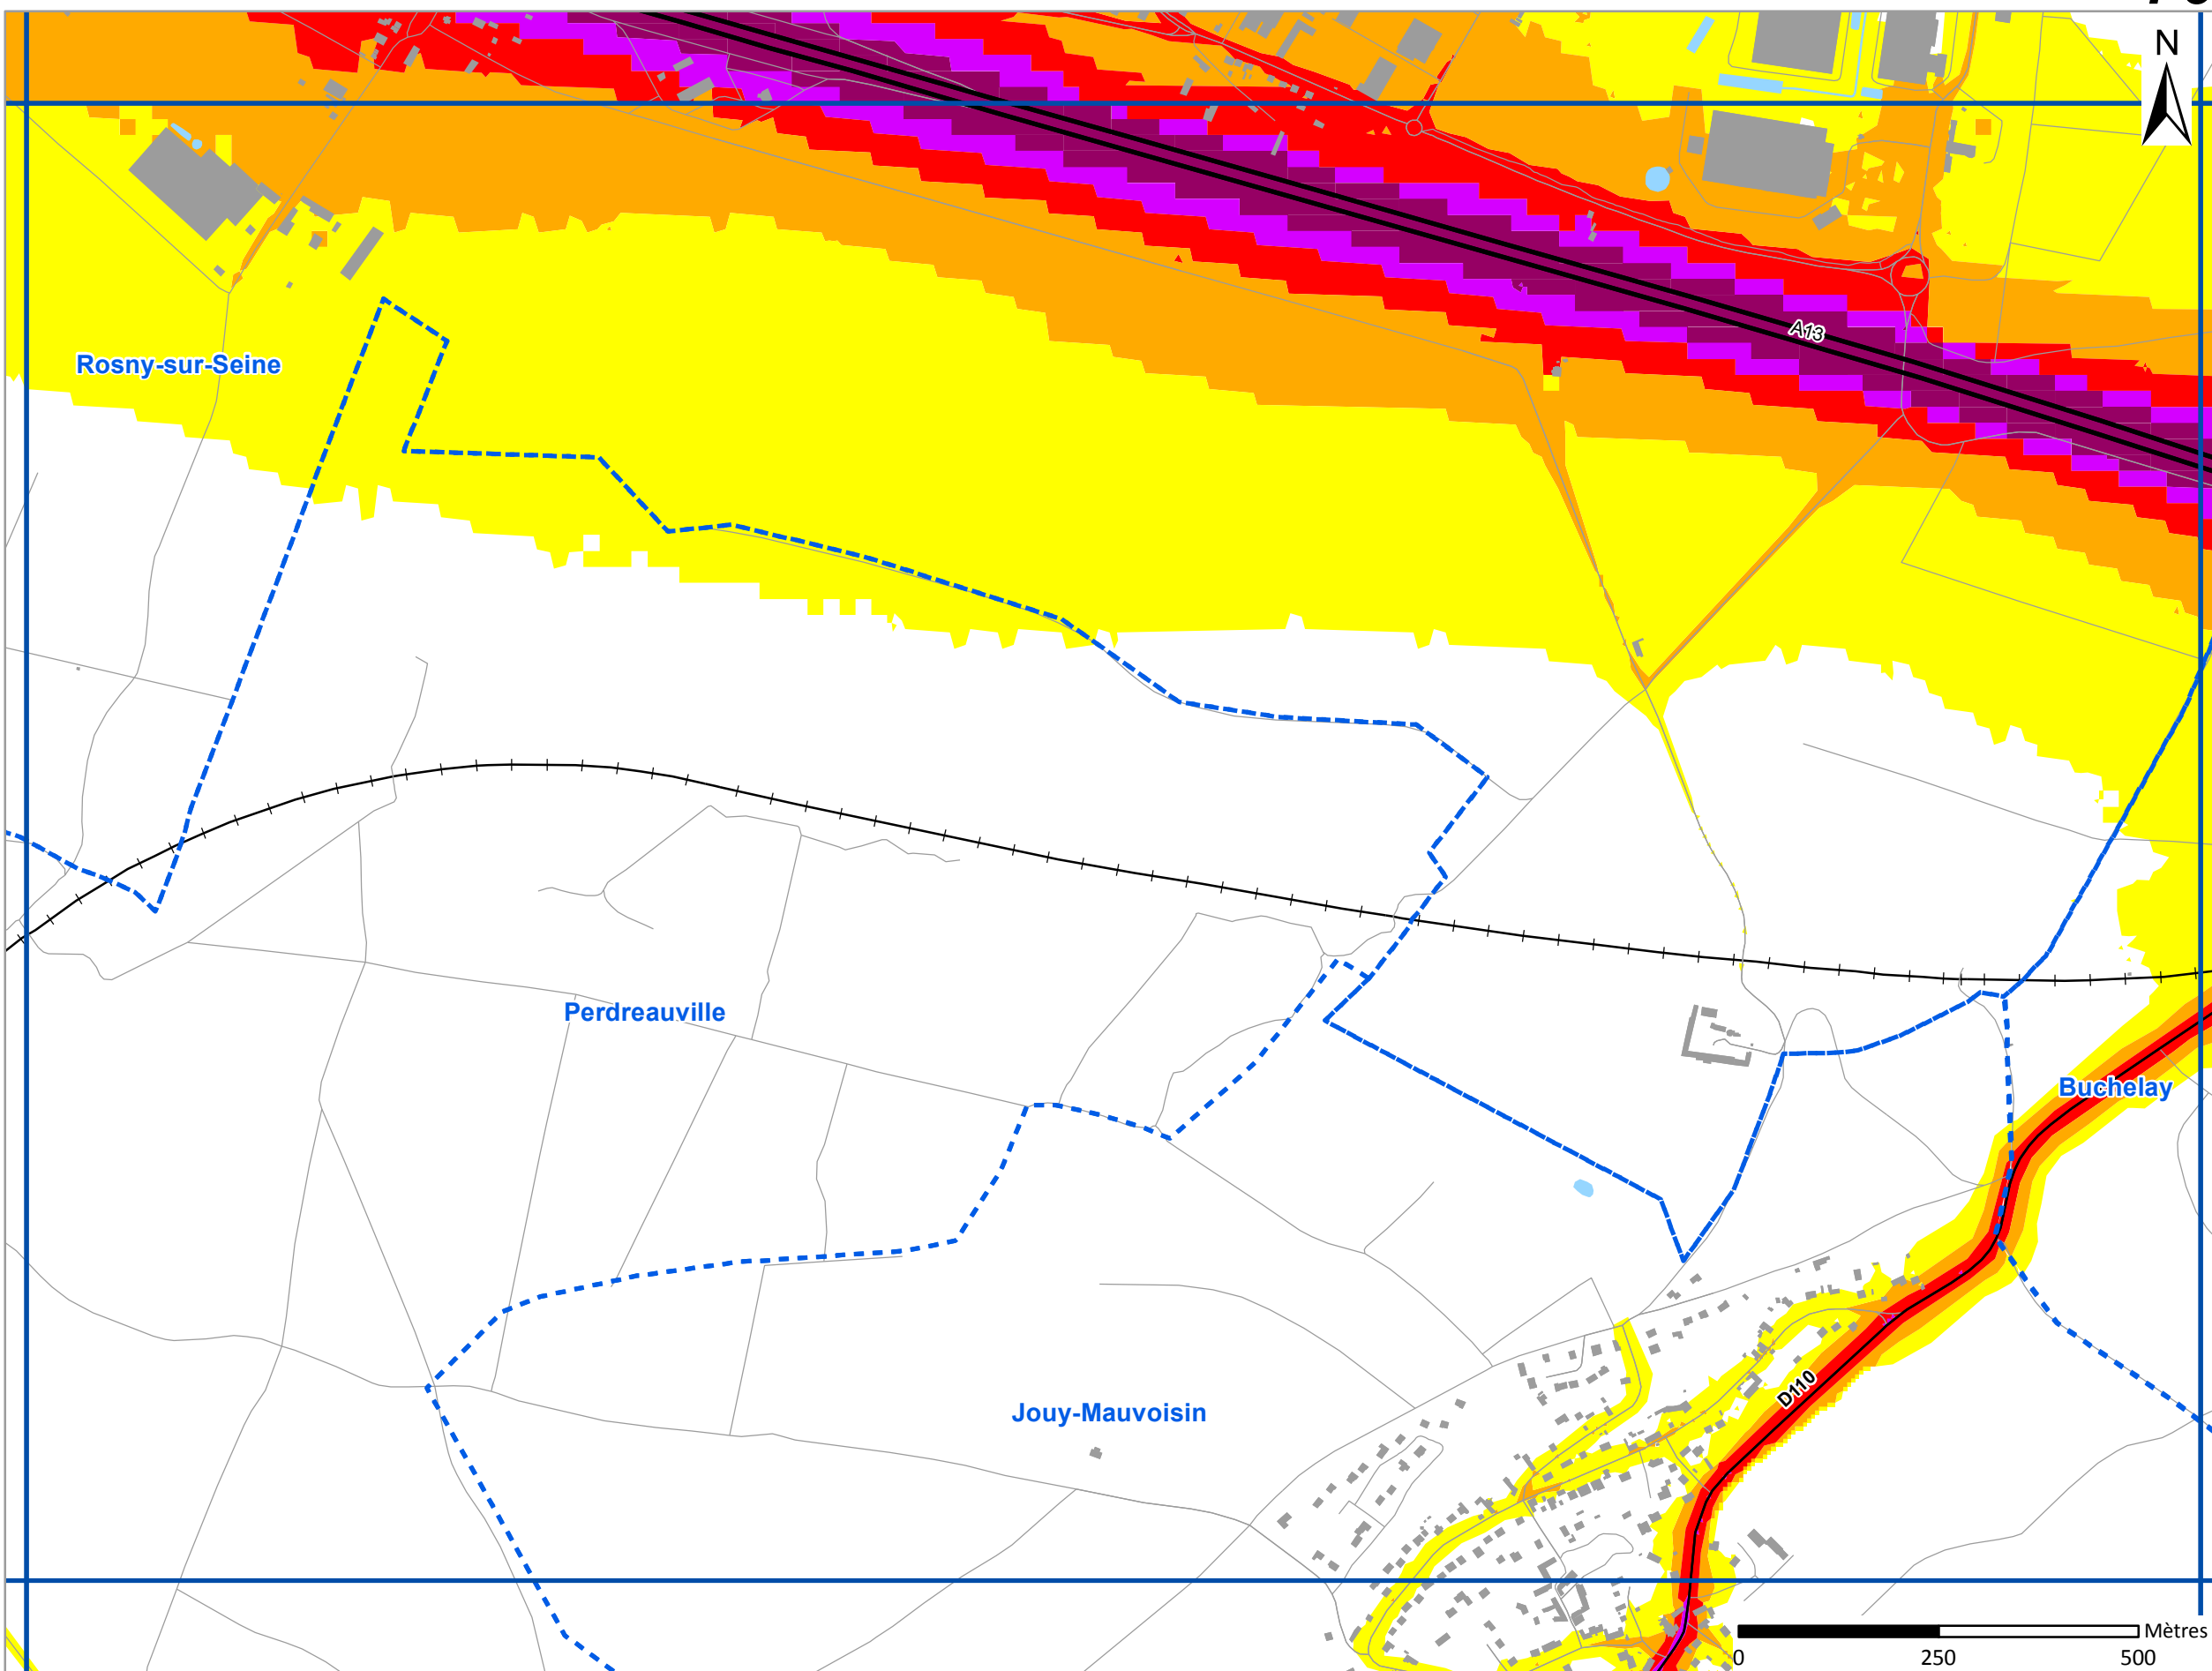 N
A13
Rosny-sur-Seine
Perdreauville
Buchelay
D110
Jouy-Mauvoisin
Mètres
0 250 500